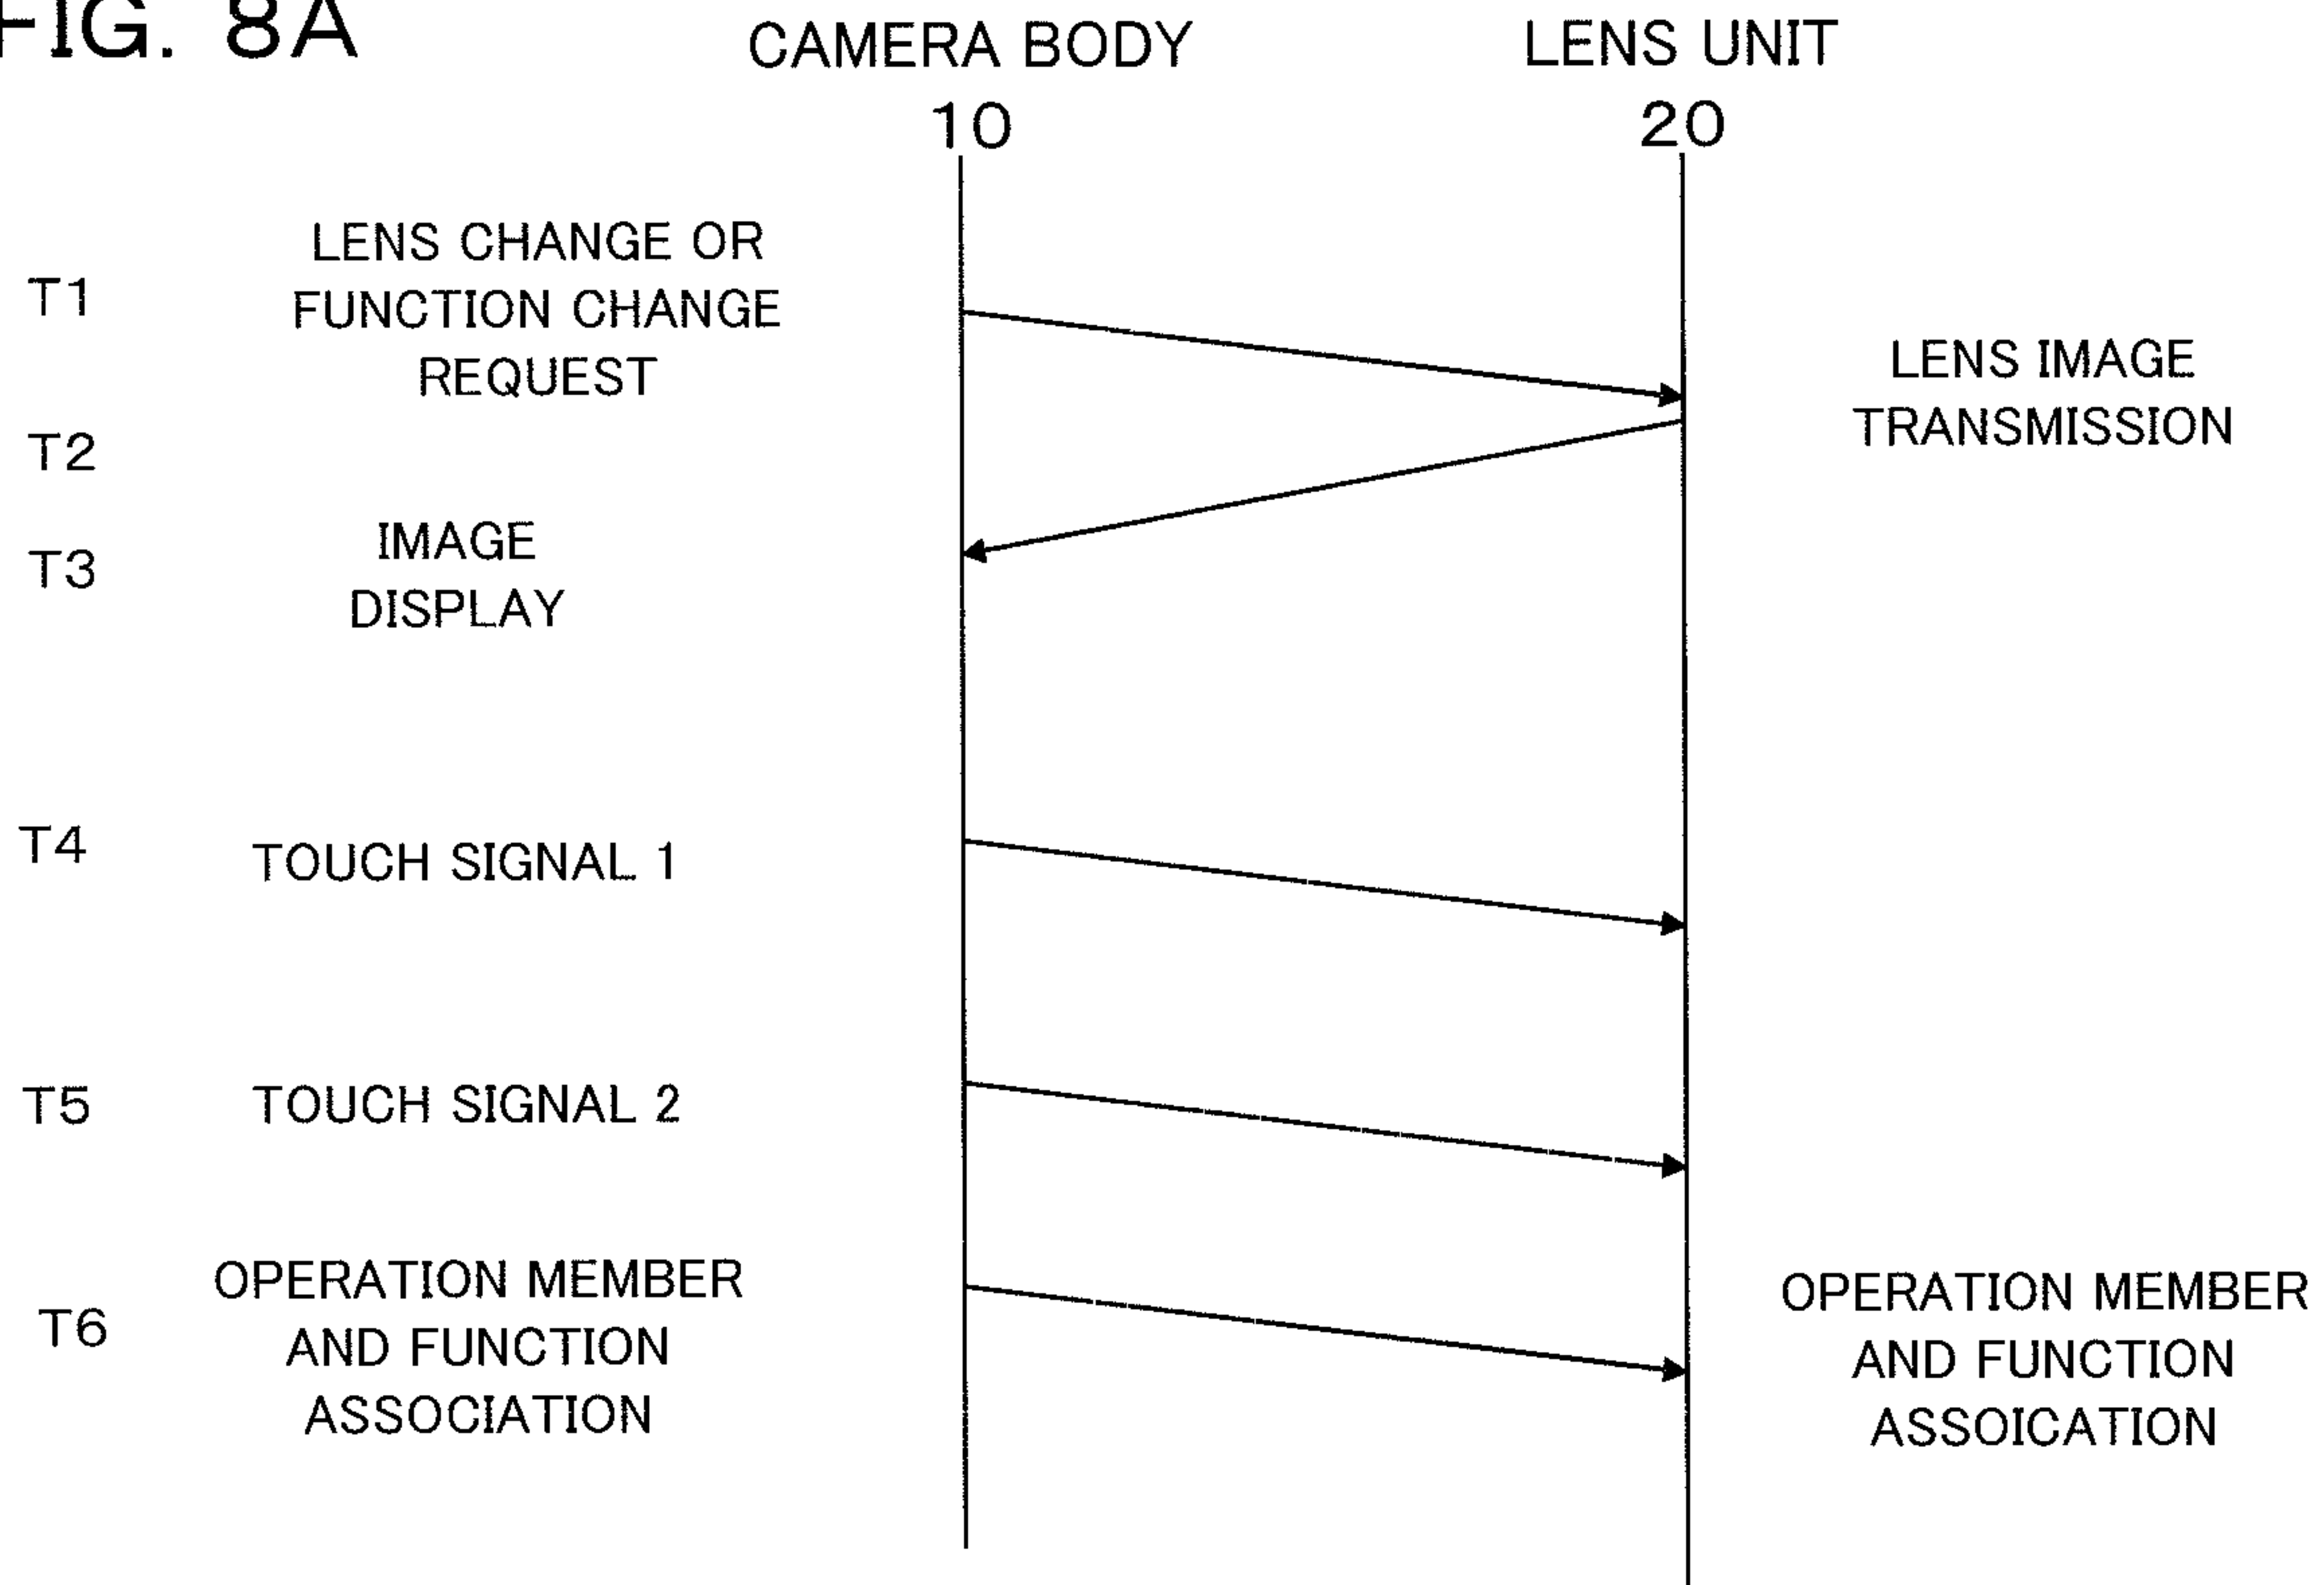 FIG. 8A
CAMERA BODY
10
LENS UNIT
20
T1
LENS CHANGE OR
FUNCTION CHANGE
REQUEST
LENS IMAGE
TRANSMISSION
T2
T3
IMAGE
DISPLAY
T4
TOUCH SIGNAL 1
T5
TOUCH SIGNAL 2
T6
OPERATION MEMBER
AND FUNCTION
ASSOCIATION
OPERATION MEMBER
AND FUNCTION
ASSOICATION